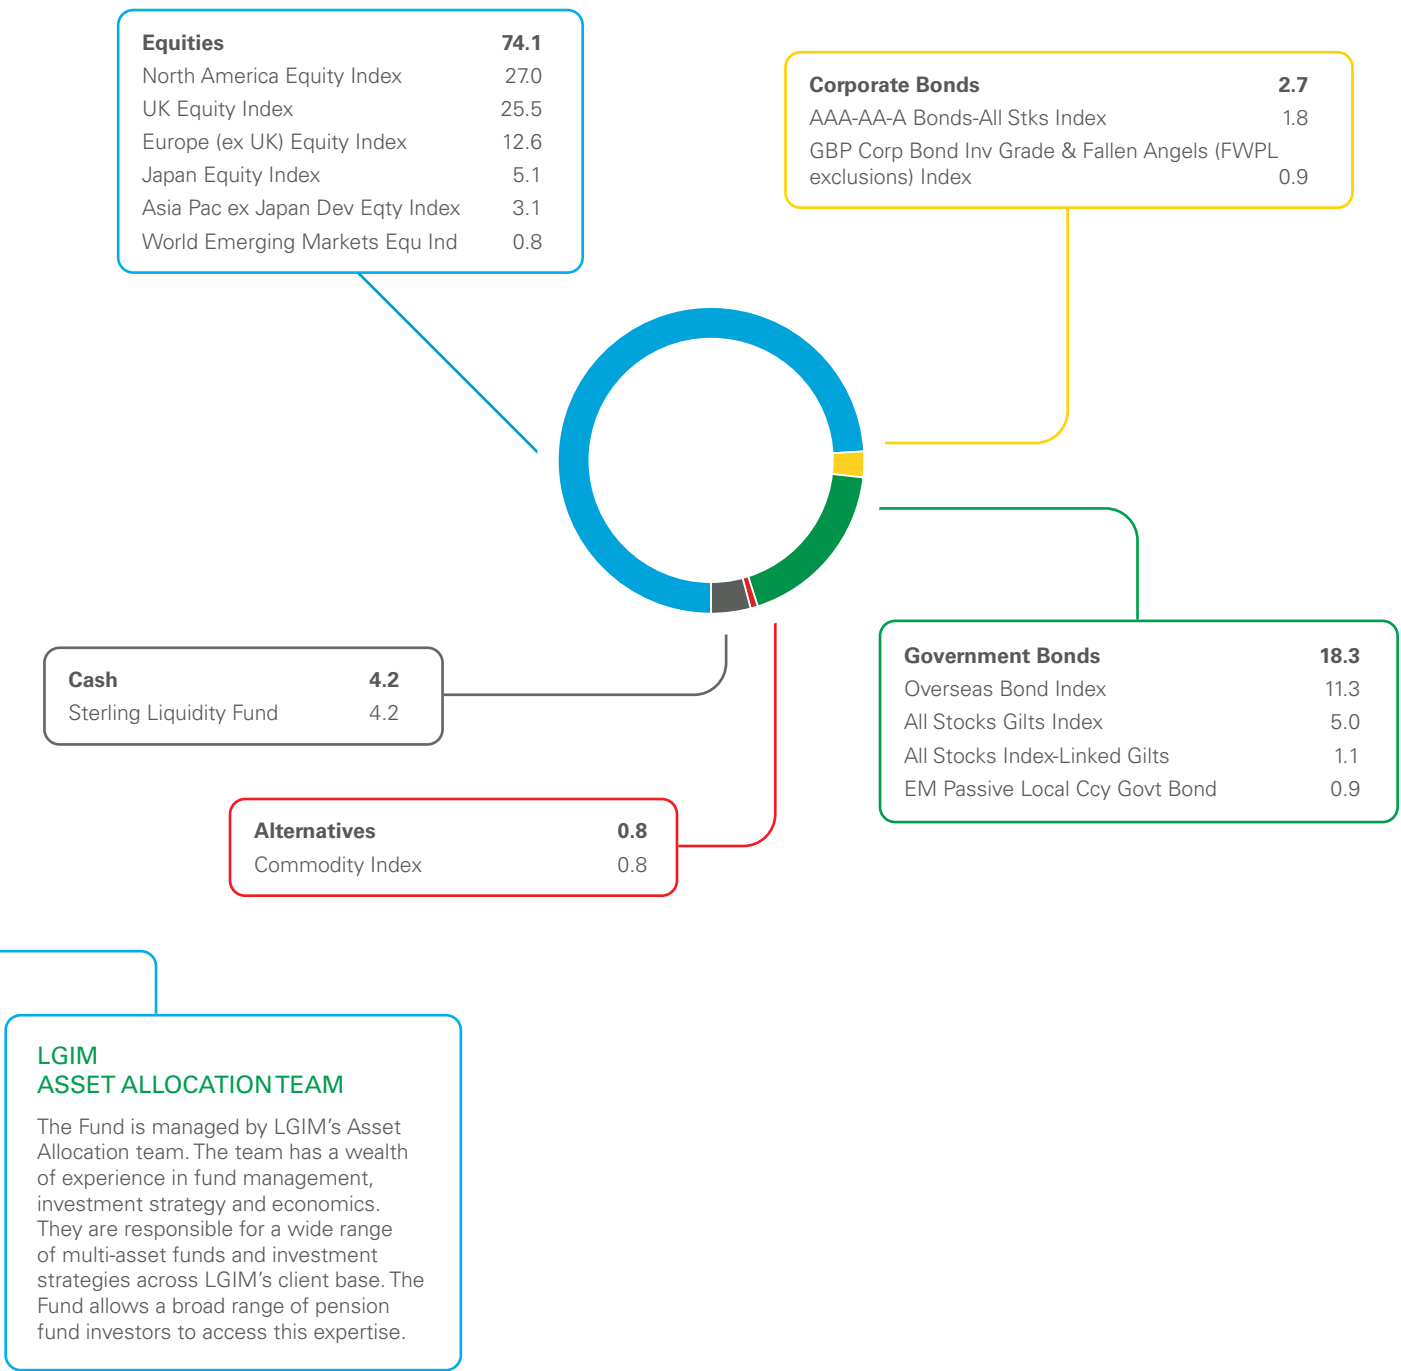 Equities 74.1
North America Equity Index 27.0
UK Equity Index 25.5
Europe (ex UK) Equity Index 12.6
Japan Equity Index 5.1
Asia Pac ex Japan Dev Eqty Index 3.1
World Emerging Markets Equ Ind 0.8
Corporate Bonds 2.7
AAA-AA-A Bonds-All Stks Index 1.8
GBP Corp Bond Inv Grade & Fallen Angels (FWPL
exclusions) Index 0.9
Cash 4.2
Sterling Liquidity Fund 4.2
Government Bonds 18.3
Overseas Bond Index 11.3
All Stocks Gilts Index 5.0
All Stocks Index-Linked Gilts 1.1
EM Passive Local Ccy Govt Bond 0.9
Alternatives 0.8
Commodity Index 0.8
LGIM
ASSET ALLOCATION TEAM
The Fund is managed by LGIM's Asset
Allocation team. The team has a wealth
of experience in fund management,
investment strategy and economics.
They are responsible for a wide range
of multi-asset funds and investment
strategies across LGIM's client base. The
Fund allows a broad range of pension
fund investors to access this expertise.